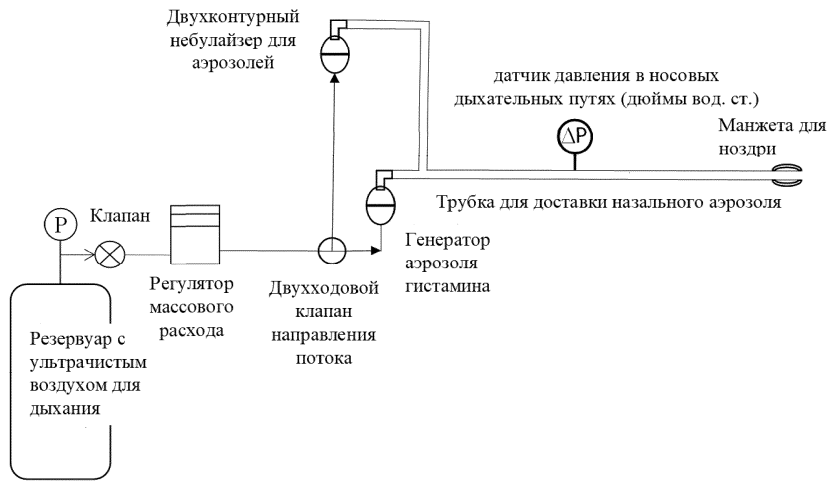 Двухконтурный
небулайзер для
аэрозолей
датчик давления в носовых
дыхательных путях (дюймы вод. ст.)
ΔP
Манжета для
ноздри
Трубка для доставки назального аэрозоля
P
Клапан
Генератор
аэрозоля
гистамина
Регулятор
массового
расхода
Двухходовой
клапан
направления
потока
Резервуар с
ультрачистым
воздухом для
дыхания